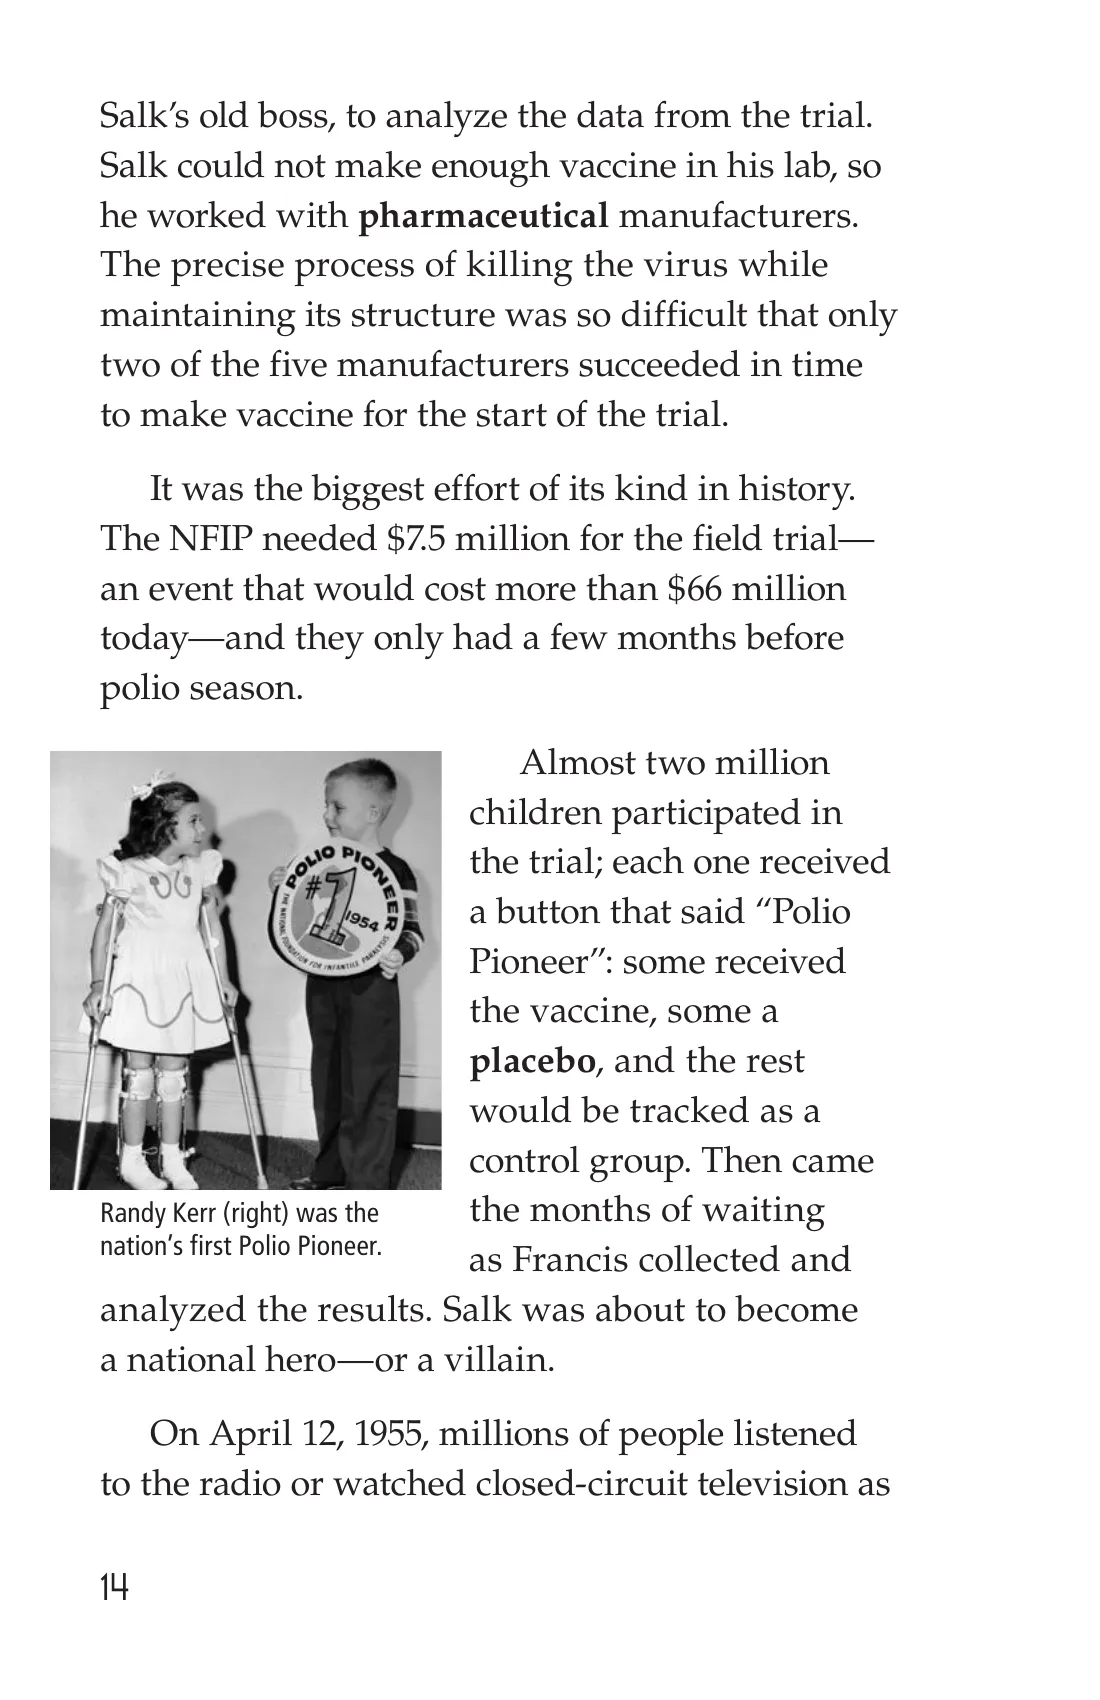 Salk’s old boss, to analyze the data from the trial.
Salk could not make enough vaccine in his lab, so
he worked with pharmaceutical manufacturers.
The precise process of killing the virus while
maintaining its structure was so difficult that only
two of the five manufacturers succeeded in time
to make vaccine for the start of the trial.
It was the biggest effort of its kind in history.
The NFIP needed $7.5 million for the field trial—
an event that would cost more than $66 million
today—and they only had a few months before
polio season.
POLIO PIONEER
#1
1954
THE NATIONAL FOUNDATION FOR INFANTILE PARALYSIS
Randy Kerr (right) was the
nation’s first Polio Pioneer.
Almost two million
children participated in
the trial; each one received
a button that said “Polio
Pioneer”: some received
the vaccine, some a
placebo, and the rest
would be tracked as a
control group. Then came
the months of waiting
as Francis collected and
analyzed the results. Salk was about to become
a national hero—or a villain.
On April 12, 1955, millions of people listened
to the radio or watched closed-circuit television as
14